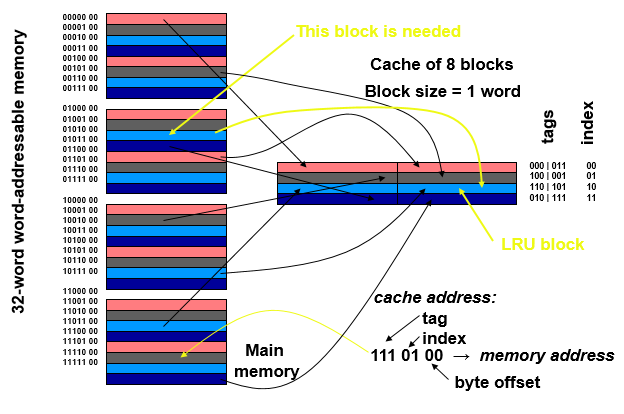 32-word word-addressable memory
00000 00
00001 00
00010 00
00011 00
00100 00
00101 00
00110 00
00111 00
01000 00
01001 00
01010 00
01011 00
01100 00
01101 00
01110 00
01111 00
10000 00
10001 00
10010 00
10011 00
10100 00
10101 00
10110 00
10111 00
11000 00
11001 00
11010 00
11011 00
11100 00
11101 00
11110 00
11111 00
Main
memory
This block is needed
Cache of 8 blocks
Block size = 1 word
tags
index
000 | 011 00
100 | 001 01
110 | 101 10
010 | 111 11
LRU block
cache address:
tag
index
111 01 00 → memory address
byte offset